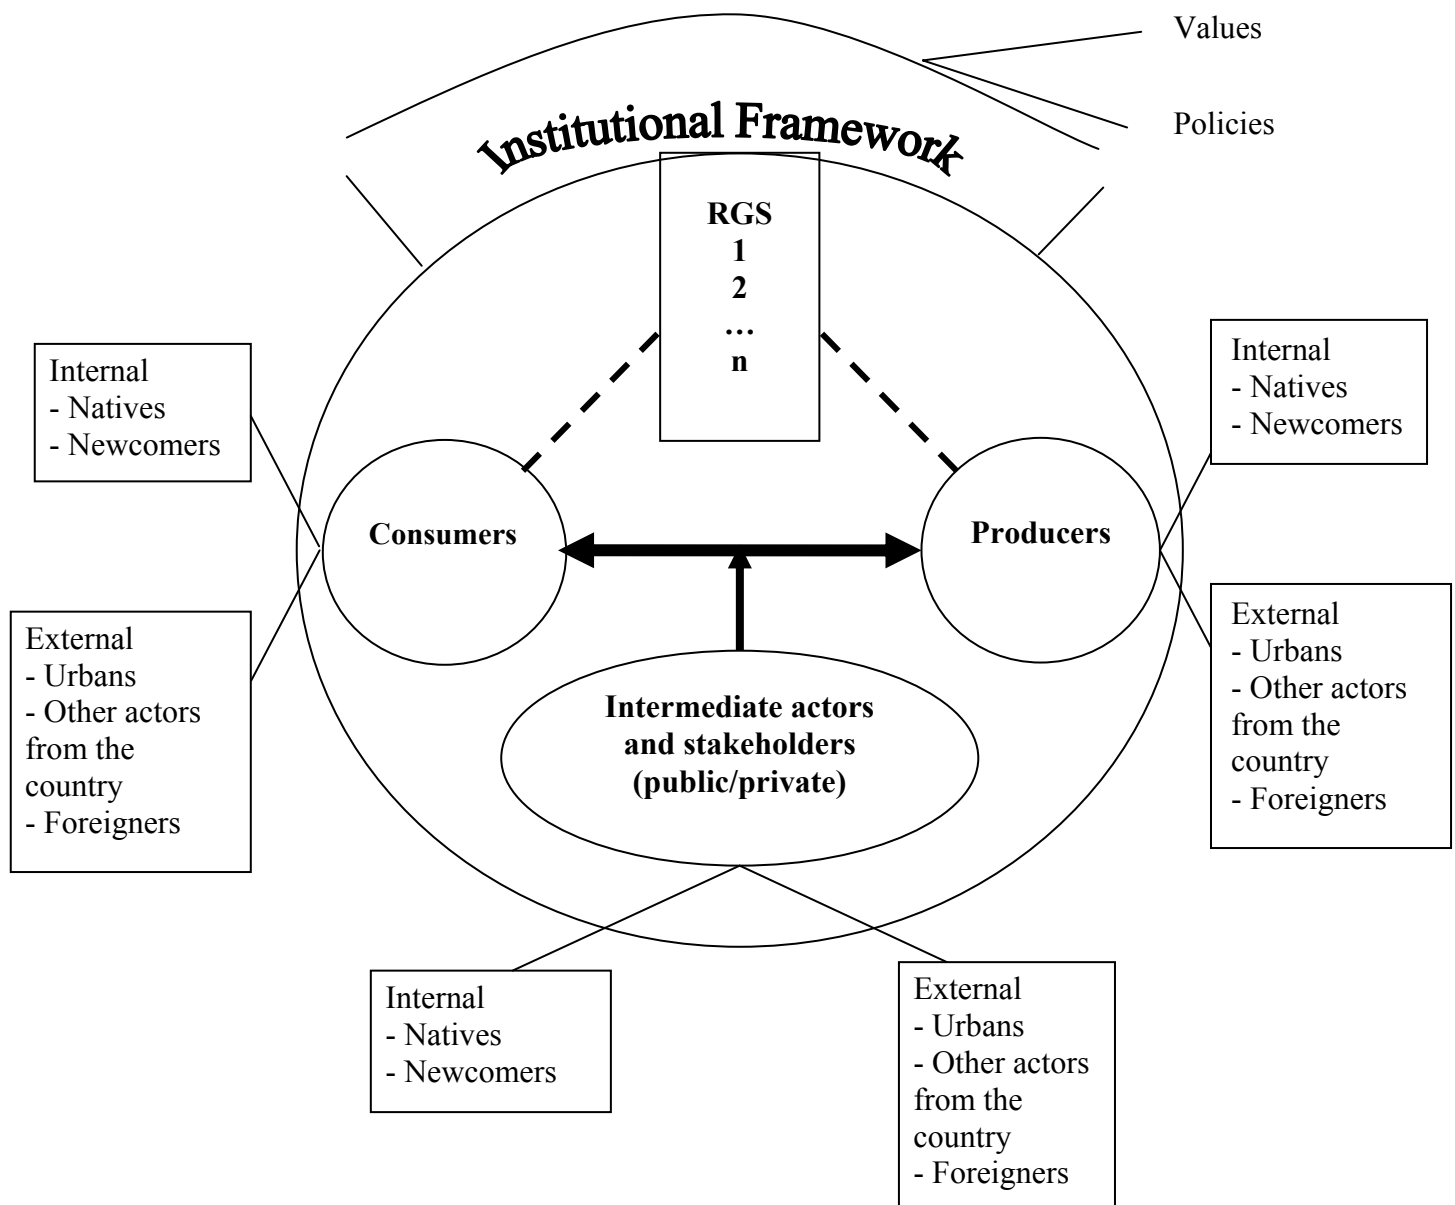 Values
Policies
Institutional Framework
RGS
1
2
…
n
Internal
- Natives
- Newcomers
Internal
- Natives
- Newcomers
Consumers
Producers
External
- Urbans
- Other actors
from the
country
- Foreigners
External
- Urbans
- Other actors
from the
country
- Foreigners
Intermediate actors
and stakeholders
(public/private)
Internal
- Natives
- Newcomers
External
- Urbans
- Other actors
from the
country
- Foreigners